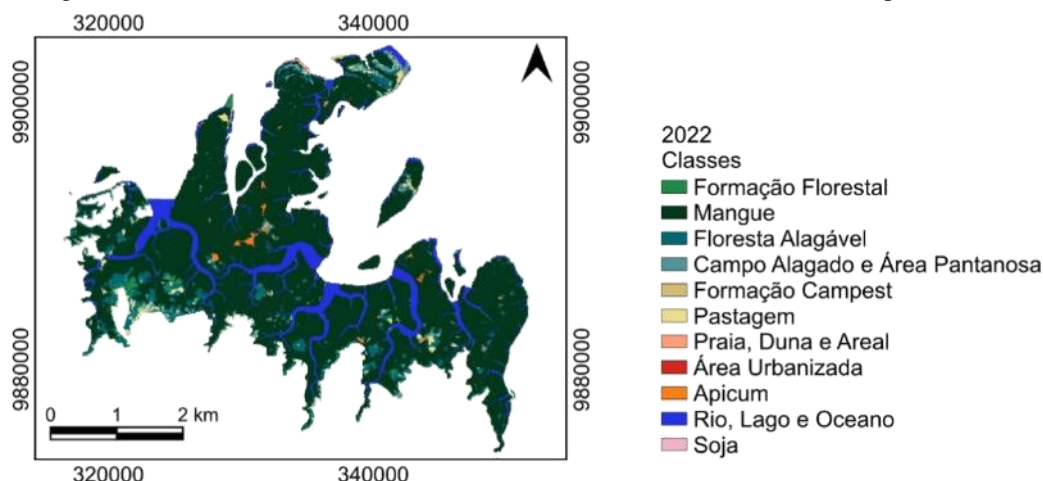 320000 340000
9900000
9900000
9880000
9880000
0 1 2 km
320000 340000
2022
Classes
Formação Florestal
Mangue
Floresta Alagável
Campo Alagado e Área Pantanosa
Formação Campest
Pastagem
Praia, Duna e Areal
Área Urbanizada
Apicum
Rio, Lago e Oceano
Soja